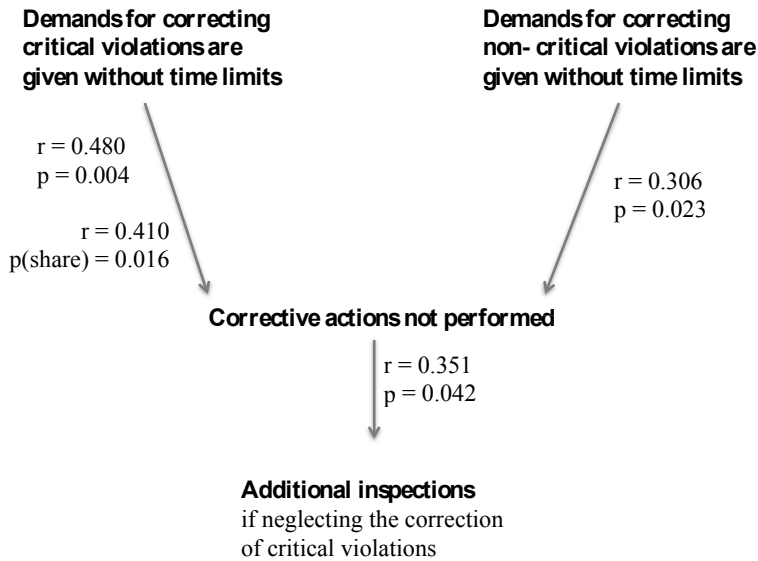 Demands for correcting
critical violations are
given without time limits
Demands for correcting
non- critical violations are
given without time limits
r = 0.480
p = 0.004
r = 0.410
p(share) = 0.016
r = 0.306
p = 0.023
Corrective actions not performed
r = 0.351
p = 0.042
Additional inspections
if neglecting the correction
of critical violations